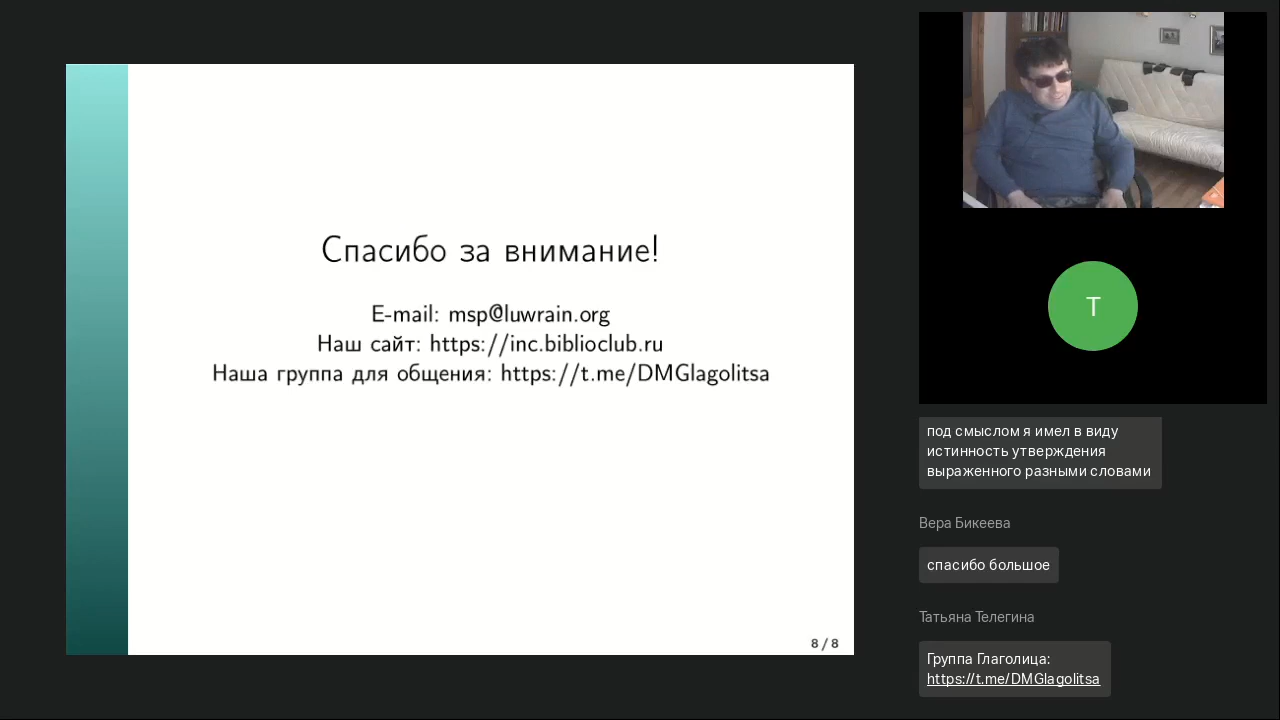 Спасибо за внимание!
E-mail: msp@luwrain.org
Наш сайт: https://inc.biblioclub.ru
Наша группа для общения: https://t.me/DMGlagolitsa
8 / 8
T
под смыслом я имел в виду
истинность утверждения
выраженного разными словами
Вера Бикеева
спасибо большое
Татьяна Телегина
Группа Глаголица:
https://t.me/DMGlagolitsa